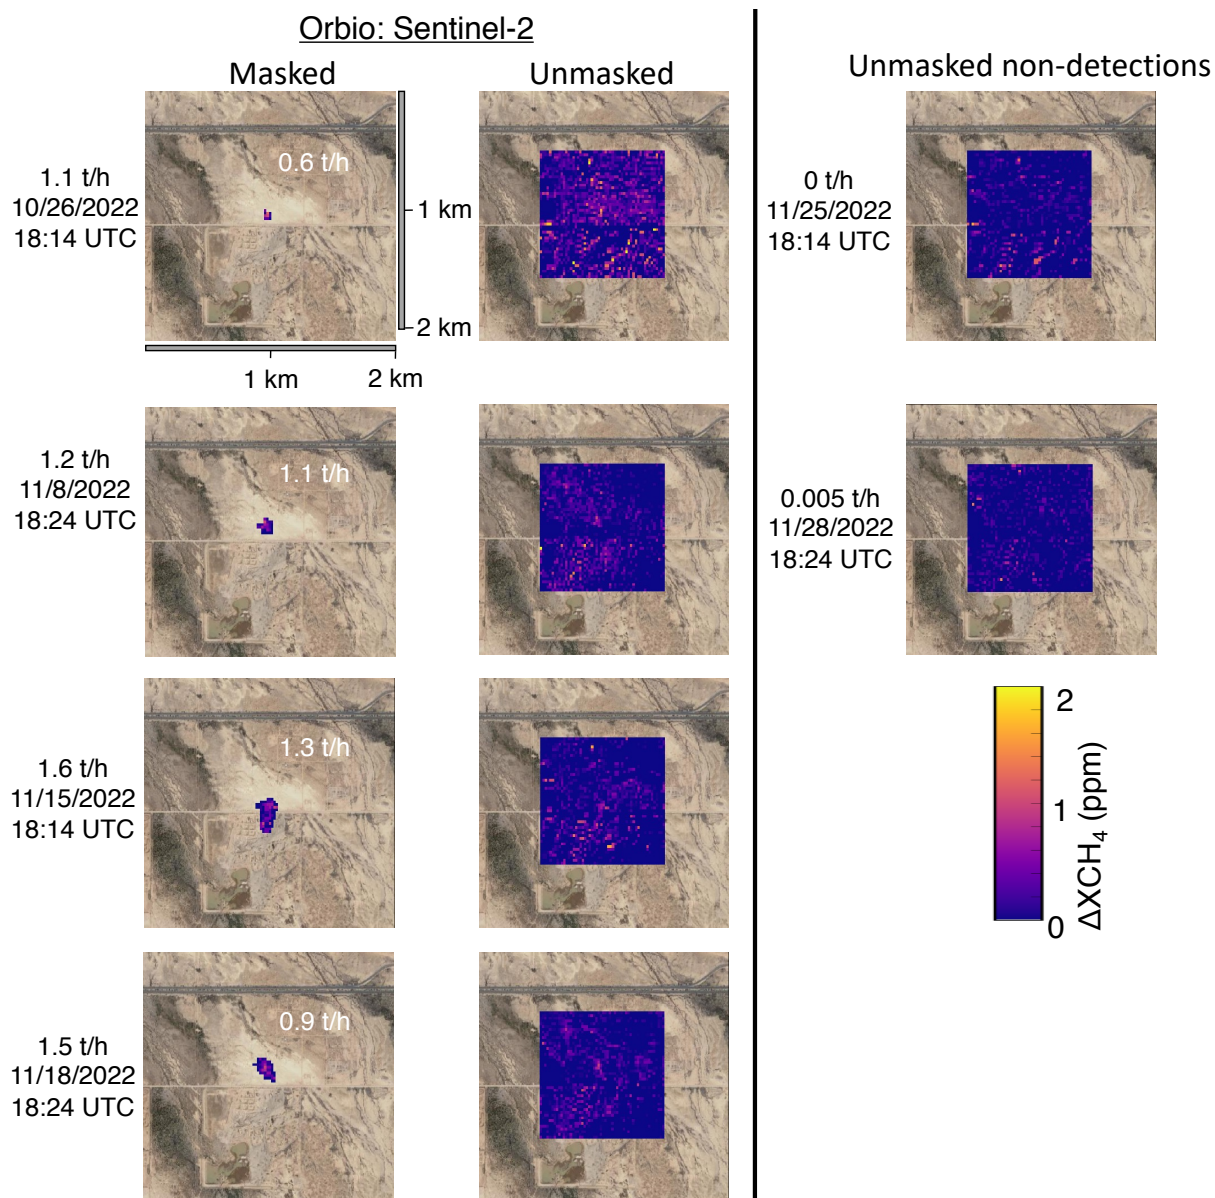 Orbio: Sentinel-2
Masked
Unmasked
Unmasked non-detections
1.1 t/h
10/26/2022
18:14 UTC
0.6 t/h
1 km
2 km
1 km
2 km
0 t/h
11/25/2022
18:14 UTC
1.2 t/h
11/8/2022
18:24 UTC
1.1 t/h
0.005 t/h
11/28/2022
18:24 UTC
1.6 t/h
11/15/2022
18:14 UTC
1.3 t/h
2
1
0
ΔXCH₄ (ppm)
1.5 t/h
11/18/2022
18:24 UTC
0.9 t/h